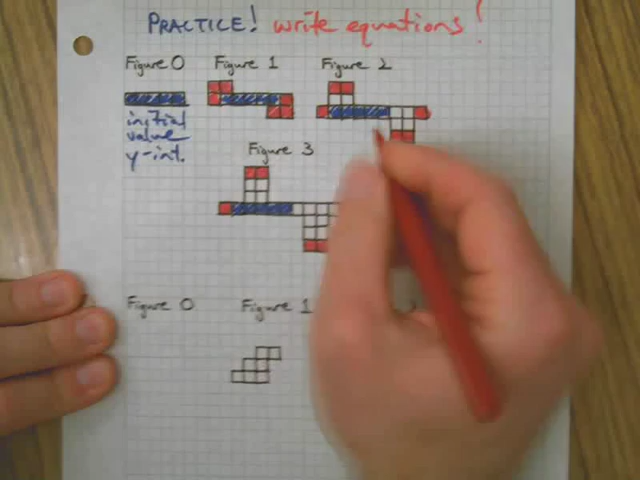 PRACTICE! write equations!
Figure 0 Figure 1 Figure 2
initial
value
y-int.
Figure 3
Figure 0 Figure 1